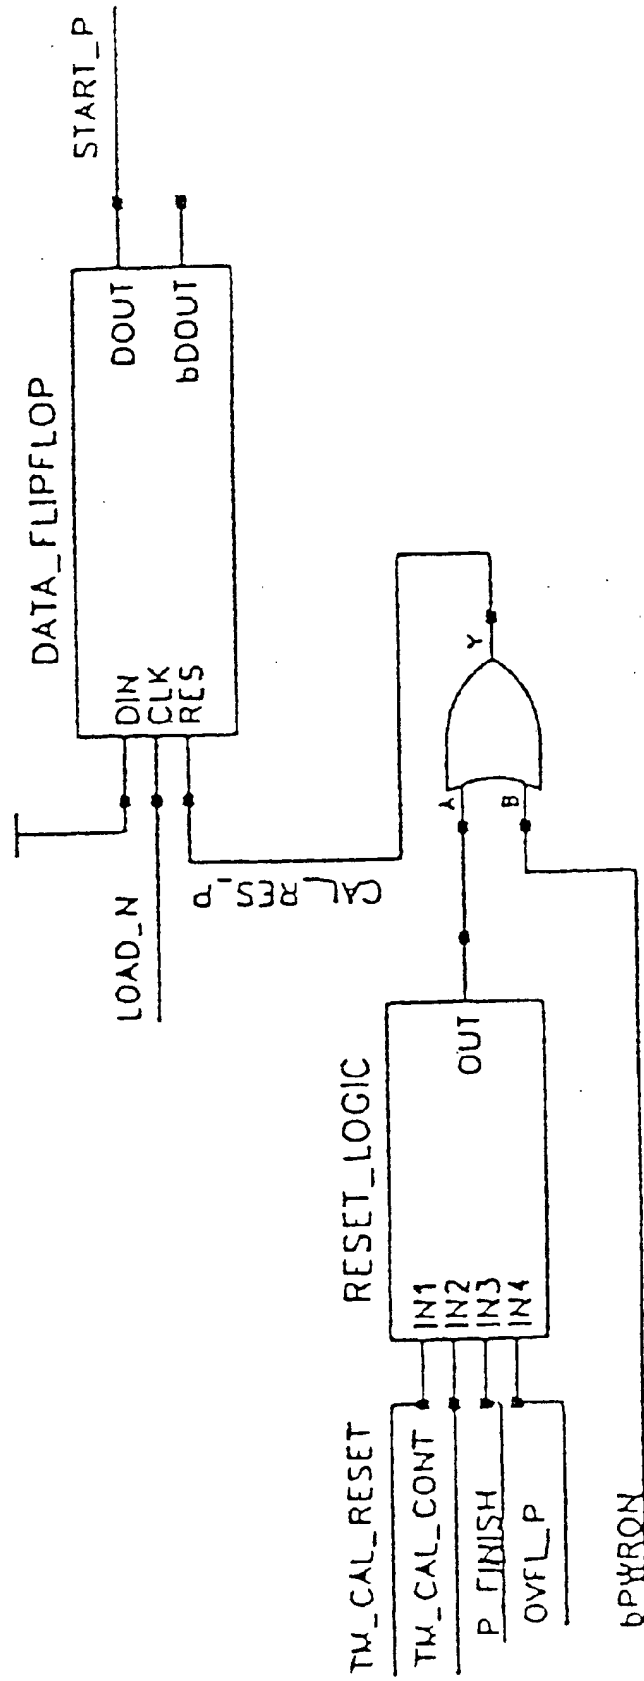 DATA_FLIPFLOP
DIN
CLK
RES
DOUT
bDOUT
START_P
LOAD_N
CAL_RES_P
RESET_LOGIC
IN1
IN2
IN3
IN4
OUT
A
B
Y
TM_CAL_RESET
TM_CAL_CONT
P_FINISH
OVFL_P
bPWRON